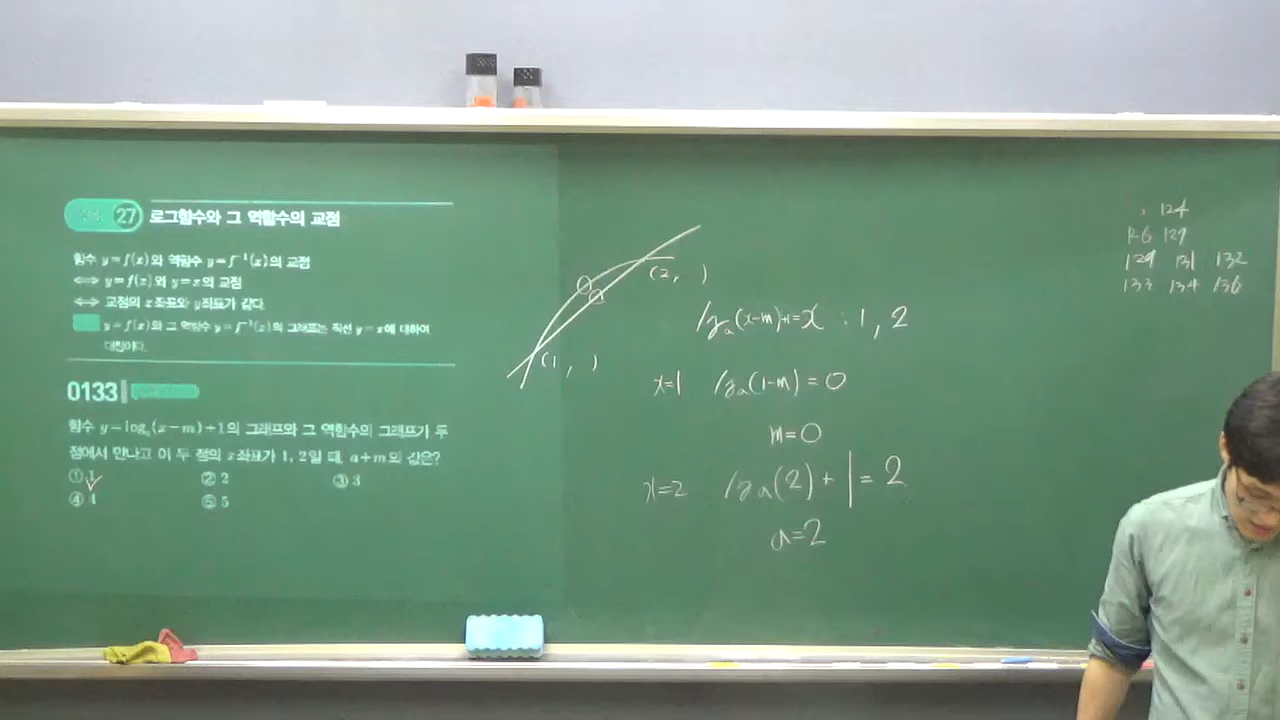 27 로그함수와 그 역함수의 교점
함수 y=f(x)와 역함수 y=f⁻¹(x)의 교점
⟺ y=f(x)와 y=x의 교점
⟺ 교점의 x좌표와 y좌표가 같다.
y=f(x)와 그 역함수 y=f⁻¹(x)의 그래프는 직선 y=x에 대하여
대칭이다.
0133
함수 y=logₐ(x-m)+1의 그래프와 그 역함수의 그래프가 두
점에서 만나고 이 두 점의 x좌표가 1, 2일 때, a+m의 값은?
① 1 ② 2 ③ 3
④ 4 ⑤ 5
(2, )
(1, )
logₐ(x-m)+1=x : 1, 2
x=1 logₐ(1-m)=0
m=0
x=2 logₐ(2)+1=2
a=2
124
126 129
129 131 132
133 134 136